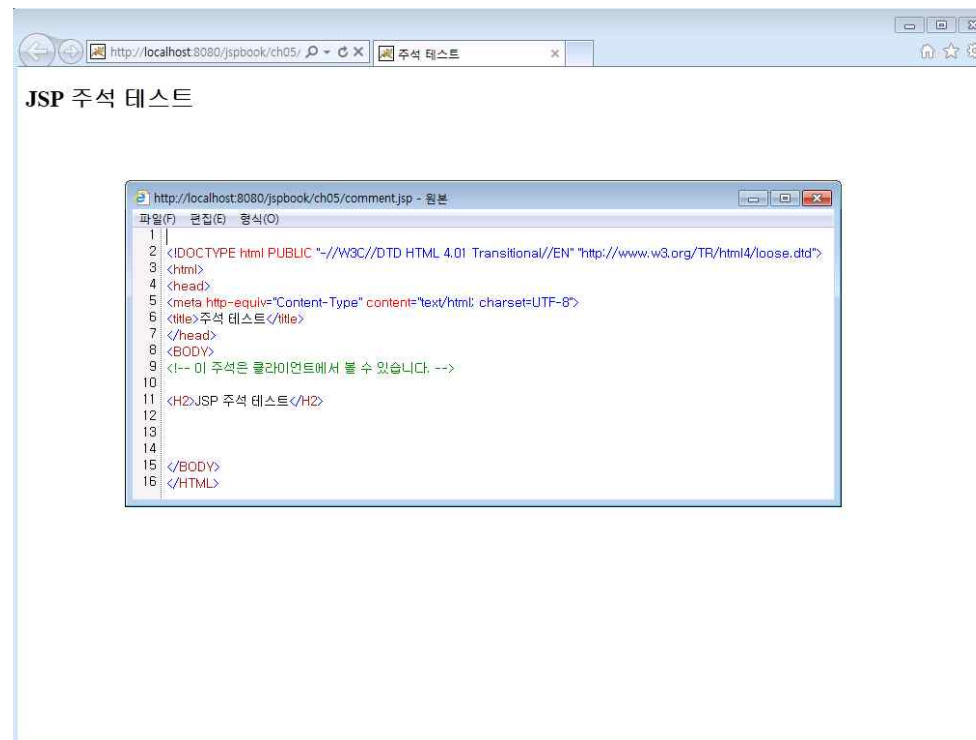 http://localhost:8080/jspbook/ch05/
주석 테스트
JSP 주석 테스트
http://localhost:8080/jspbook/ch05/comment.jsp - 원본
파일(F) 편집(E) 형식(O)
1
2 <!DOCTYPE html PUBLIC "-//W3C//DTD HTML 4.01 Transitional//EN" "http://www.w3.org/TR/html4/loose.dtd">
3 <html>
4 <head>
5 <meta http-equiv="Content-Type" content="text/html; charset=UTF-8">
6 <title>주석 테스트</title>
7 </head>
8 <BODY>
9 <!-- 이 주석은 클라이언트에서 볼 수 있습니다. -->
10
11 <H2>JSP 주석 테스트</H2>
12
13
14
15 </BODY>
16 </HTML>